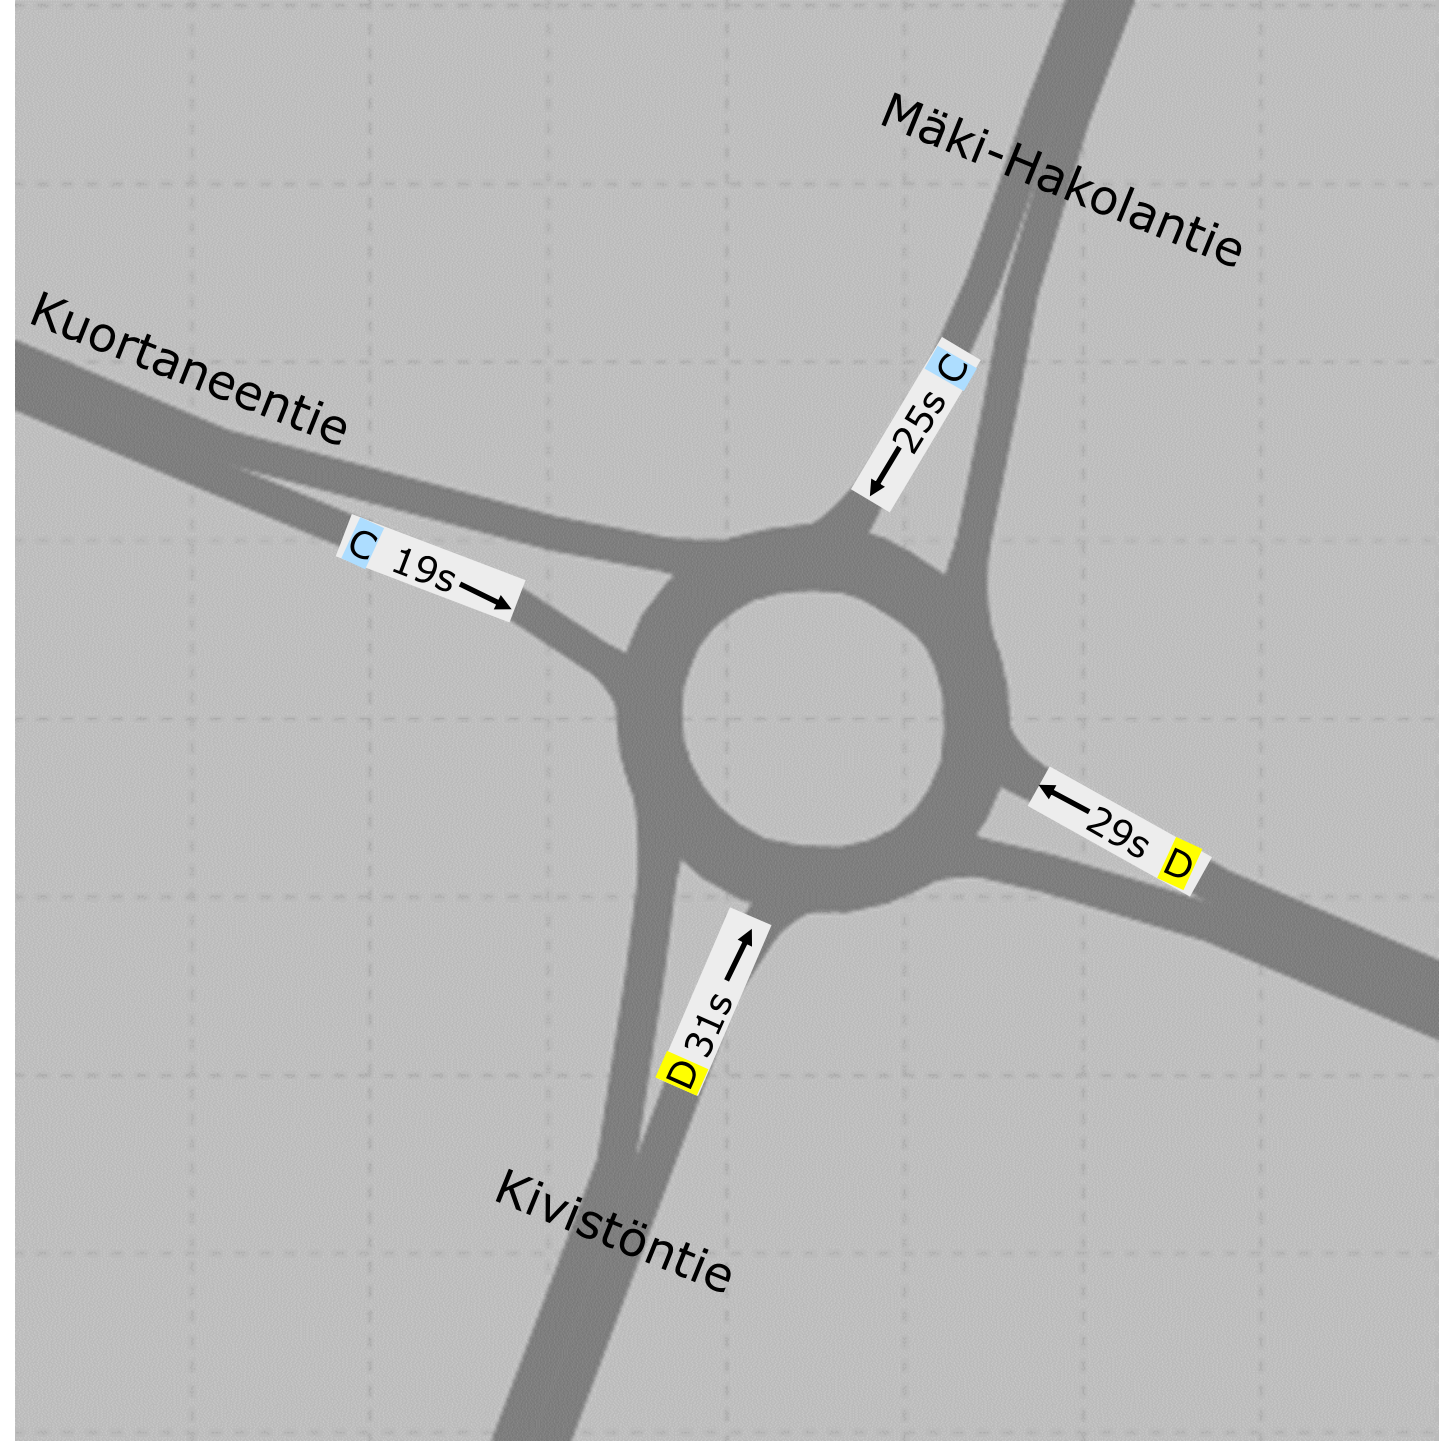 Mäki-Hakolantie
Kuortaneentie
C 25s
C 19s
29s D
D 31s
Kivistöntie